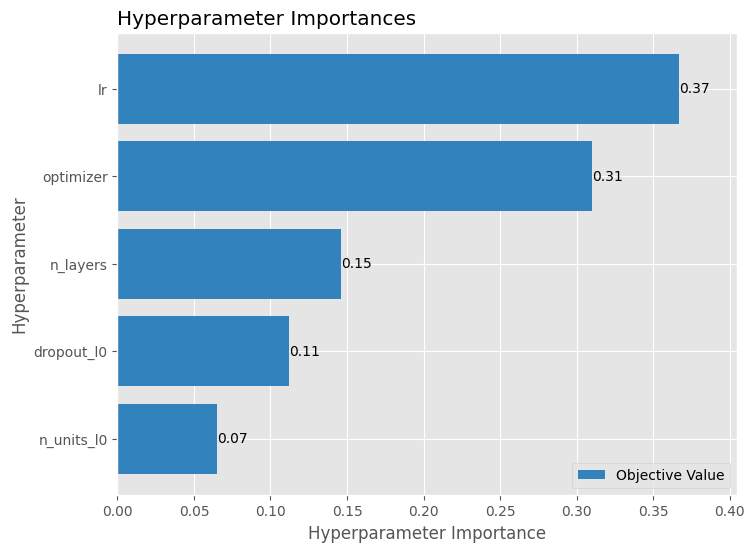 Hyperparameter Importances
Hyperparameter
lr
0.37
optimizer
0.31
n_layers
0.15
dropout_l0
0.11
n_units_l0
0.07
Objective Value
0.00 0.05 0.10 0.15 0.20 0.25 0.30 0.35 0.40
Hyperparameter Importance